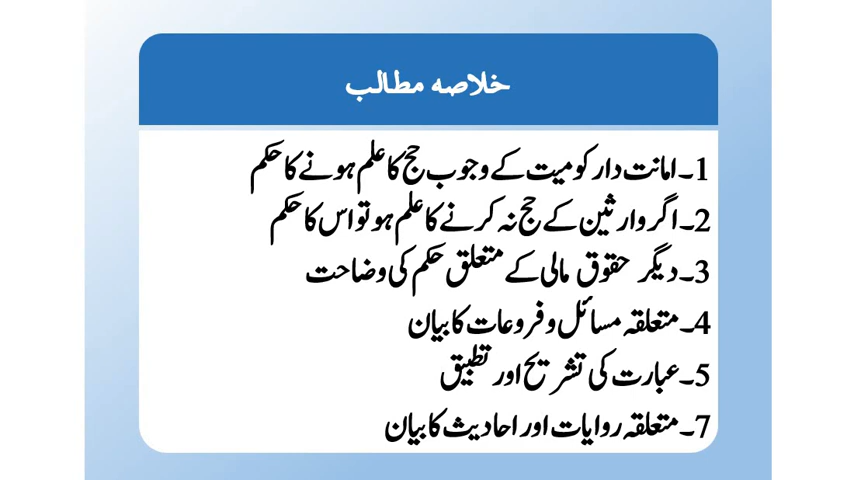 خلاصہ مطالب
1۔امانت دار کو میت کے وجوب حج کا علم ہونے کا حکم
2۔اگر وارثین کے حج نہ کرنے کا علم ہو تو اس کا حکم
3۔دیگر حقوق مالی کے متعلق حکم کی وضاحت
4۔متعلقہ مسائل و فروعات کا بیان
5۔عبارت کی تشریح اور تطبیق
7۔متعلقہ روایات اور احادیث کا بیان